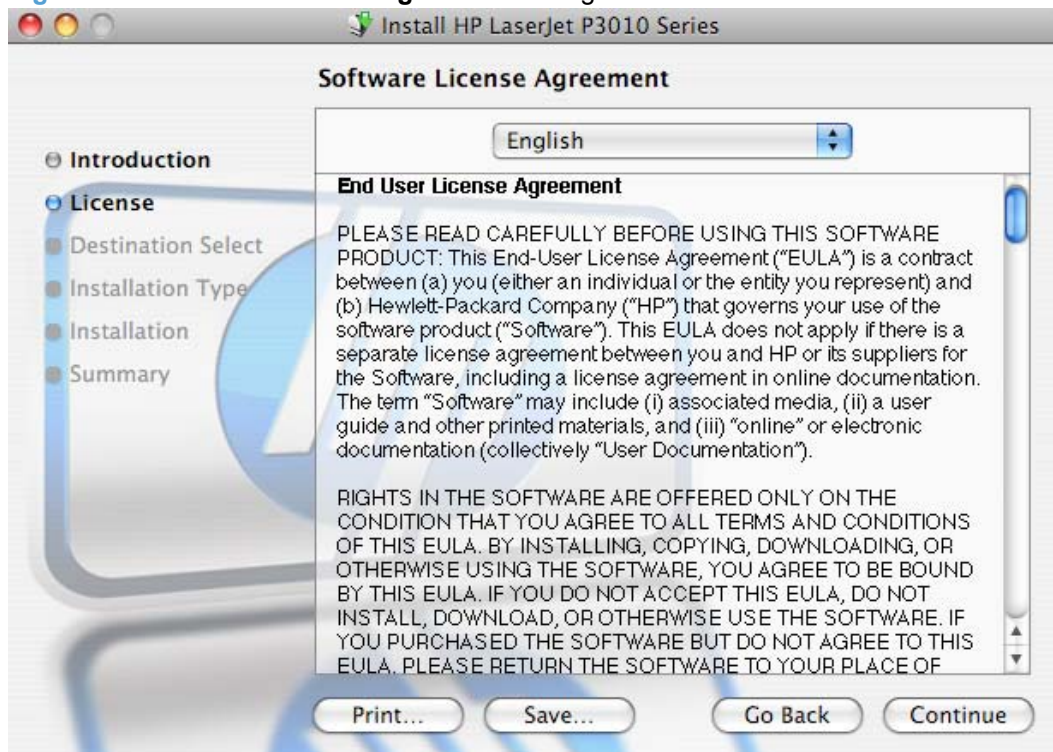 Install HP LaserJet P3010 Series
Software License Agreement
English
Introduction
License
Destination Select
Installation Type
Installation
Summary
End User License Agreement
PLEASE READ CAREFULLY BEFORE USING THIS SOFTWARE
PRODUCT: This End-User License Agreement (“EULA”) is a contract
between (a) you (either an individual or the entity you represent) and
(b) Hewlett-Packard Company (“HP”) that governs your use of the
software product (“Software”). This EULA does not apply if there is a
separate license agreement between you and HP or its suppliers for
the Software, including a license agreement in online documentation.
The term “Software” may include (i) associated media, (ii) a user
guide and other printed materials, and (iii) “online” or electronic
documentation (collectively “User Documentation”).
RIGHTS IN THE SOFTWARE ARE OFFERED ONLY ON THE
CONDITION THAT YOU AGREE TO ALL TERMS AND CONDITIONS
OF THIS EULA. BY INSTALLING, COPYING, DOWNLOADING, OR
OTHERWISE USING THE SOFTWARE, YOU AGREE TO BE BOUND
BY THIS EULA. IF YOU DO NOT ACCEPT THIS EULA, DO NOT
INSTALL, DOWNLOAD, OR OTHERWISE USE THE SOFTWARE. IF
YOU PURCHASED THE SOFTWARE BUT DO NOT AGREE TO THIS
EULA, PLEASE RETURN THE SOFTWARE TO YOUR PLACE OF
Print...
Save...
Go Back
Continue